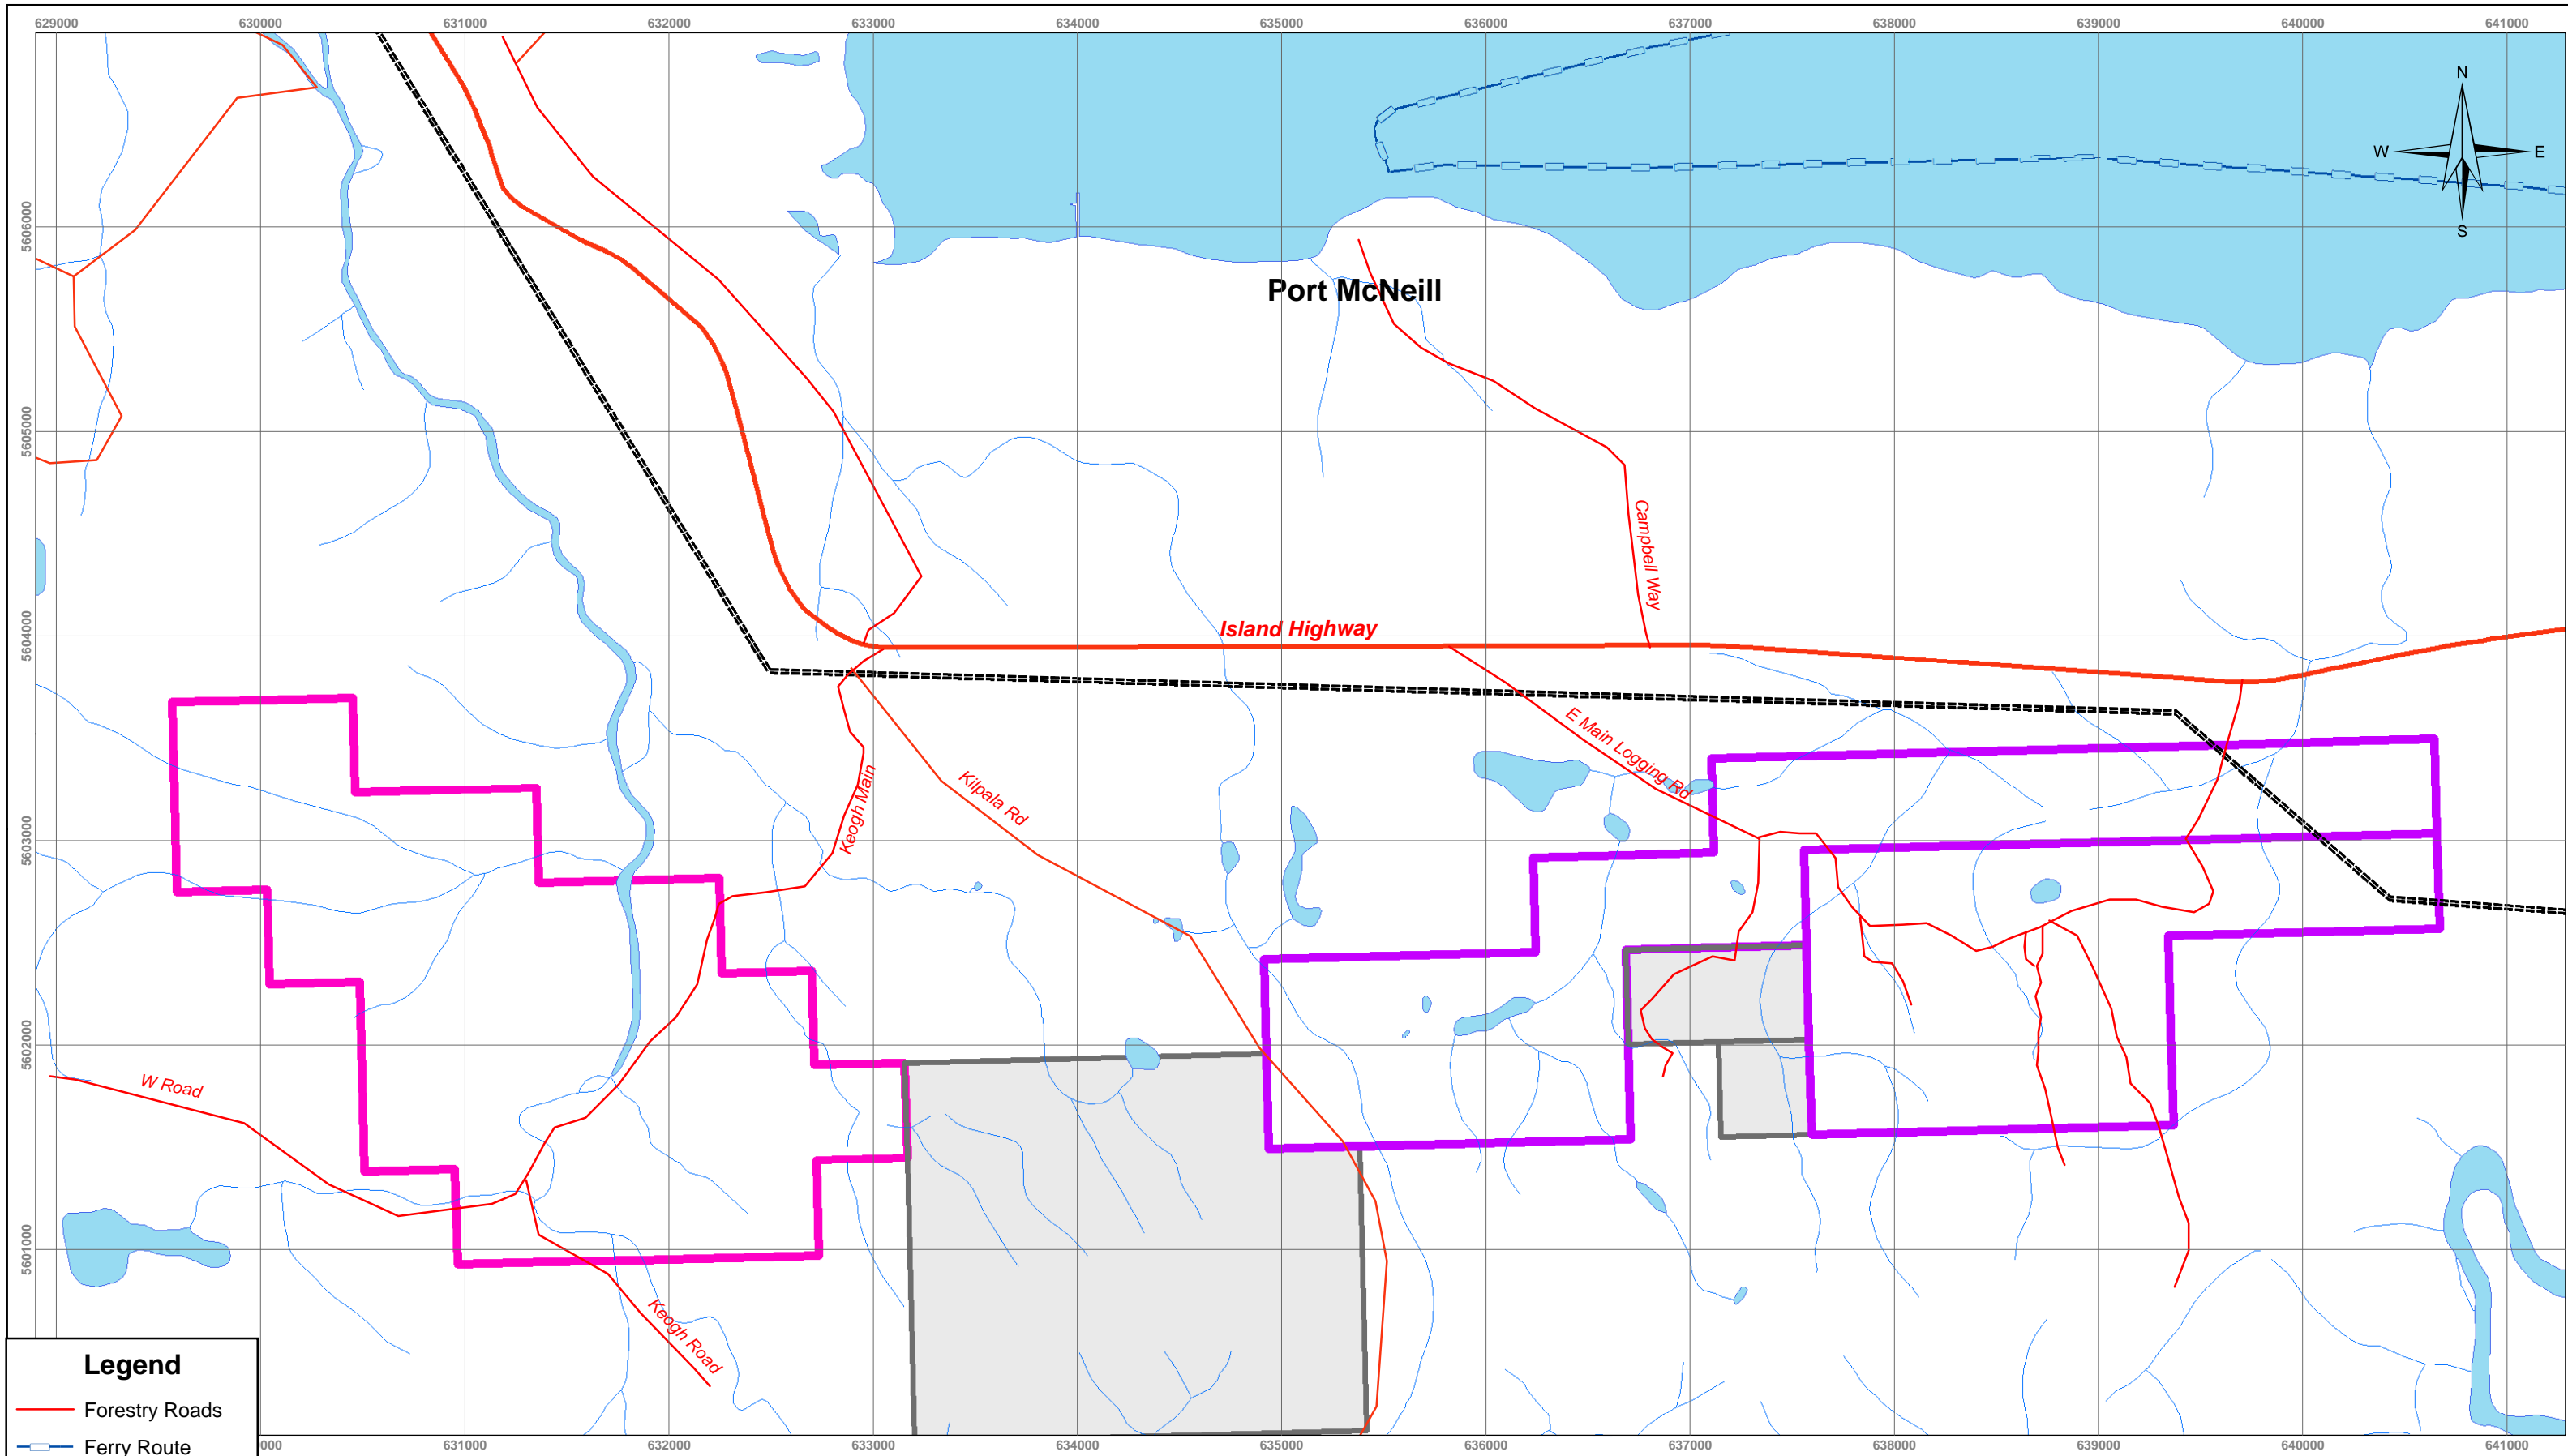 629000 630000 631000 632000 633000 634000 635000 636000 637000 638000 639000 640000 641000
N
W E
S
5606000
Port McNeill
5605000
Campbell Way
5604000
Island Highway
E Main Logging Rd
Kilpala Rd
Keogh Main
5603000
5602000
W Road
5601000
Keogh Road
Legend
Forestry Roads
Ferry Route
000 631000 632000 633000 634000 635000 636000 637000 638000 639000 640000 641000